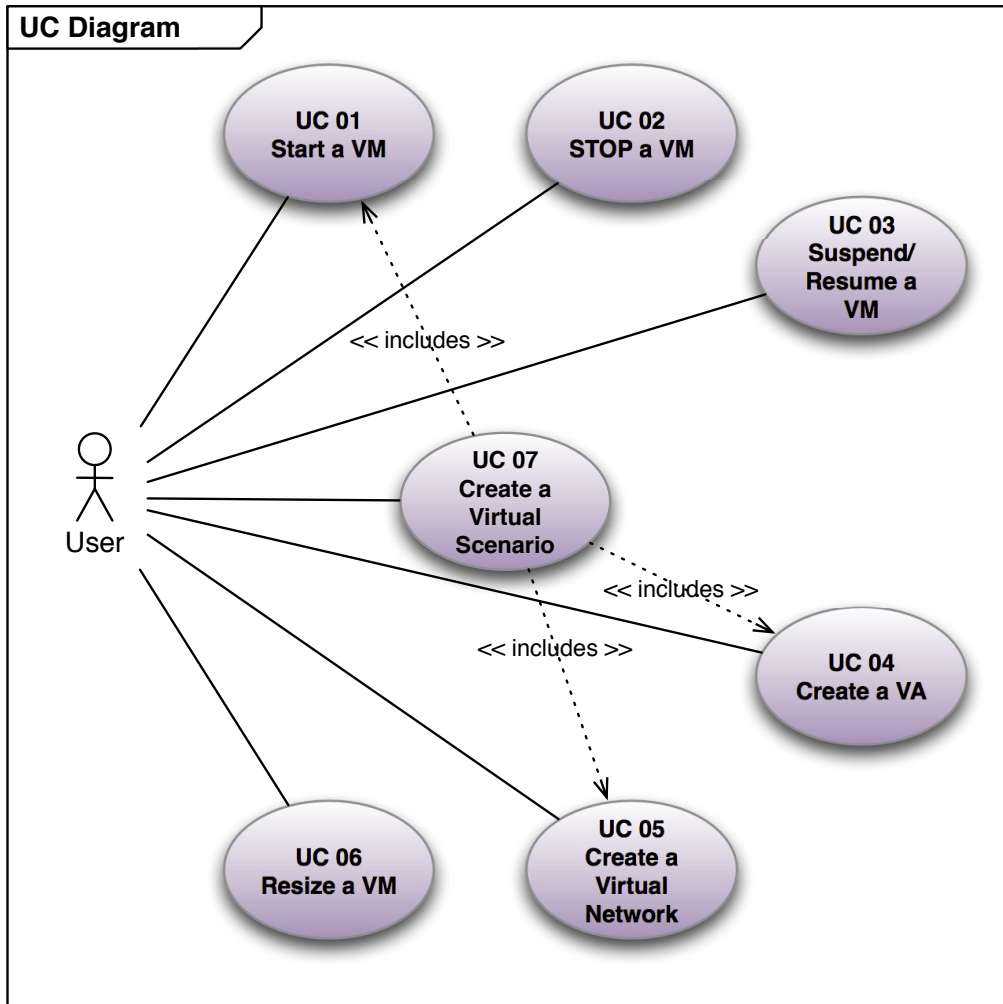 UC Diagram
UC 01
Start a VM
UC 02
STOP a VM
UC 03
Suspend/
Resume a
VM
<< includes >>
UC 07
Create a
Virtual
Scenario
User
<< includes >>
<< includes >>
UC 04
Create a VA
UC 05
Create a
Virtual
Network
UC 06
Resize a VM